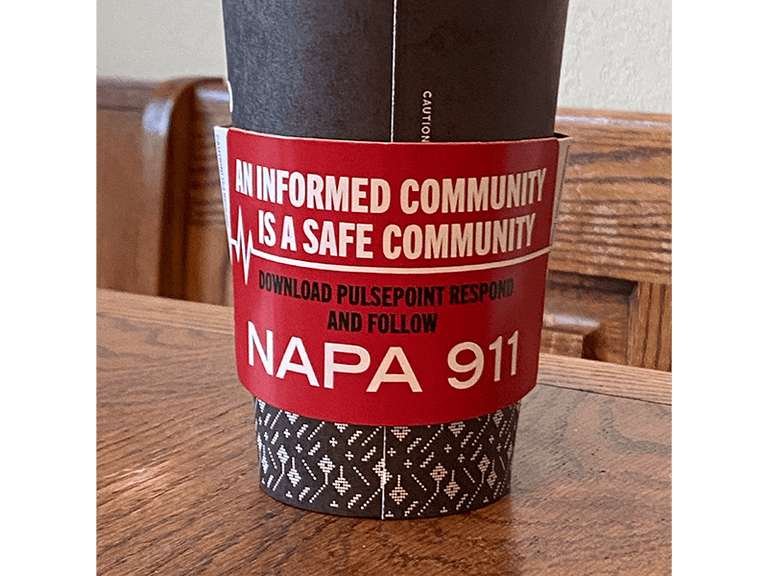 CAUTION
AN INFORMED COMMUNITY
IS A SAFE COMMUNITY
DOWNLOAD PULSEPOINT RESPOND
AND FOLLOW
NAPA 911